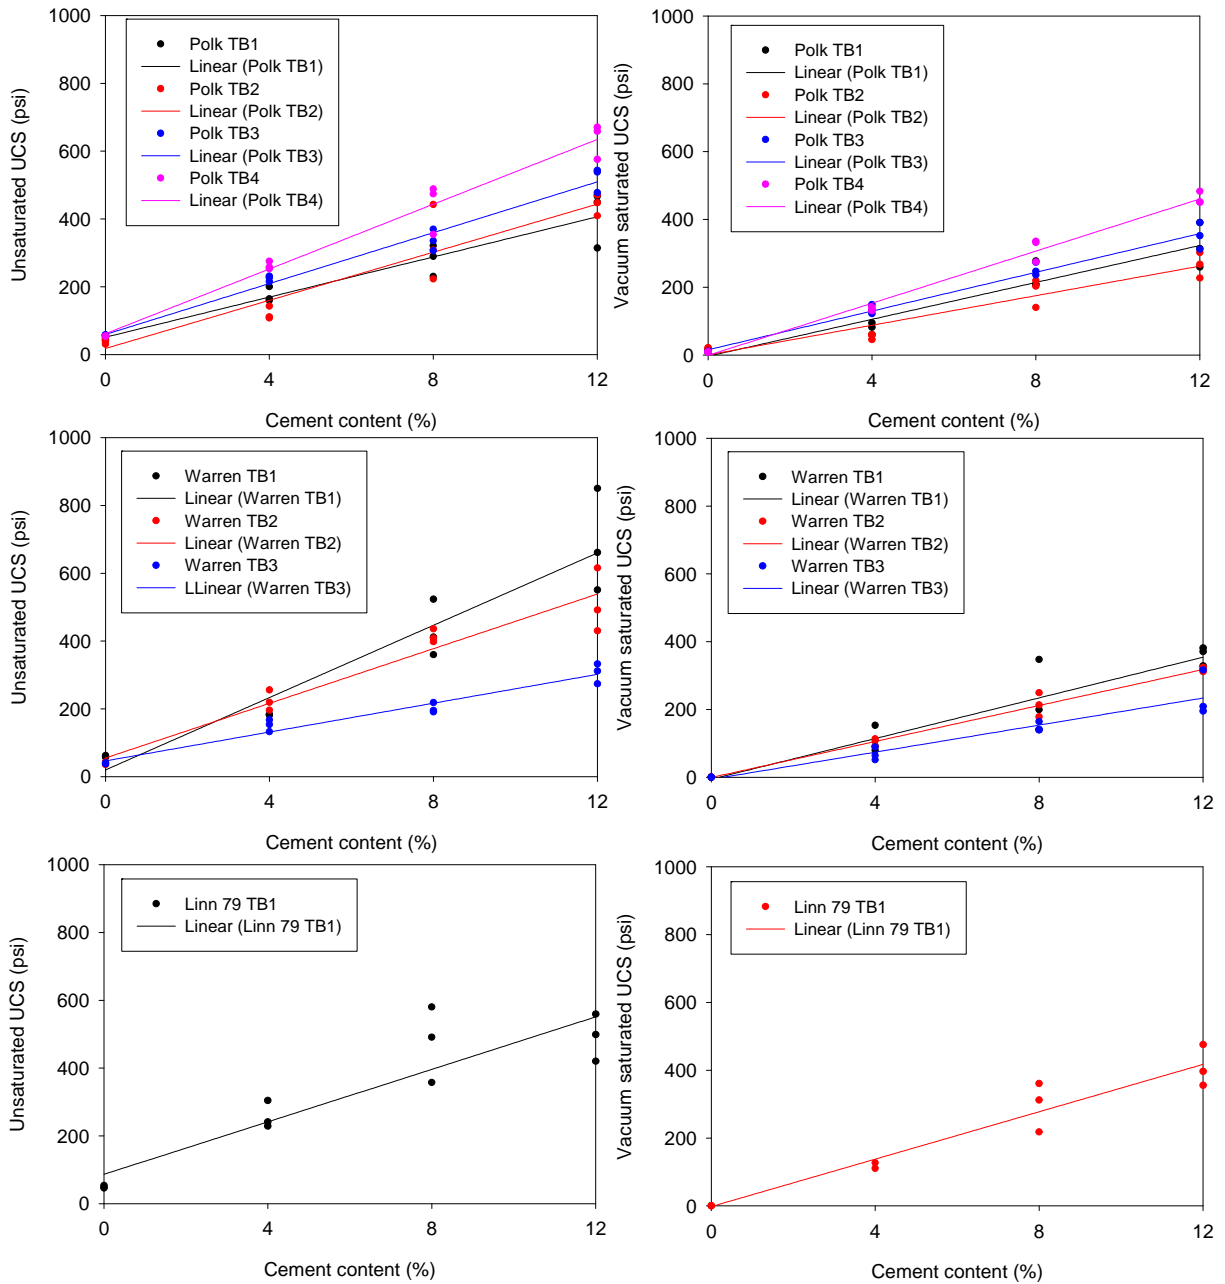 Unsaturated UCS (psi)
1000
800
600
400
200
0
Polk TB1
Linear (Polk TB1)
Polk TB2
Linear (Polk TB2)
Polk TB3
Linear (Polk TB3)
Polk TB4
Linear (Polk TB4)
0 4 8 12
Cement content (%)
Vacuum saturated UCS (psi)
1000
800
600
400
200
0
Polk TB1
Linear (Polk TB1)
Polk TB2
Linear (Polk TB2)
Polk TB3
Linear (Polk TB3)
Polk TB4
Linear (Polk TB4)
0 4 8 12
Cement content (%)
Unsaturated UCS (psi)
1000
800
600
400
200
0
Warren TB1
Linear (Warren TB1)
Warren TB2
Linear (Warren TB2)
Warren TB3
LLinear (Warren TB3)
0 4 8 12
Cement content (%)
Vacuum saturated UCS (psi)
1000
800
600
400
200
0
Warren TB1
Linear (Warren TB1)
Warren TB2
Linear (Warren TB2)
Warren TB3
Linear (Warren TB3)
0 4 8 12
Cement content (%)
Unsaturated UCS (psi)
1000
800
600
400
200
0
Linn 79 TB1
Linear (Linn 79 TB1)
0 4 8 12
Cement content (%)
Vacuum saturated UCS (psi)
1000
800
600
400
200
0
Linn 79 TB1
Linear (Linn 79 TB1)
0 4 8 12
Cement content (%)